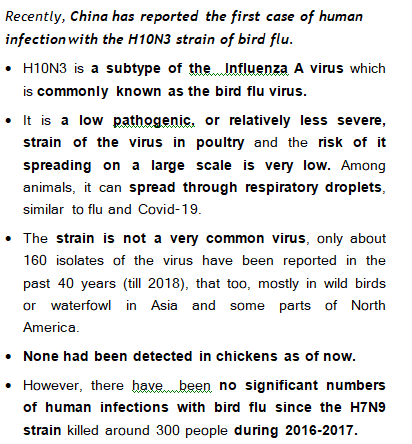 Recently, China has reported the first case of human
infection with the H10N3 strain of bird flu.
• H10N3 is a subtype of the Influenza A virus which
is commonly known as the bird flu virus.
• It is a low pathogenic, or relatively less severe,
strain of the virus in poultry and the risk of it
spreading on a large scale is very low. Among
animals, it can spread through respiratory droplets,
similar to flu and Covid-19.
• The strain is not a very common virus, only about
160 isolates of the virus have been reported in the
past 40 years (till 2018), that too, mostly in wild birds
or waterfowl in Asia and some parts of North
America.
• None had been detected in chickens as of now.
• However, there have been no significant numbers
of human infections with bird flu since the H7N9
strain killed around 300 people during 2016-2017.